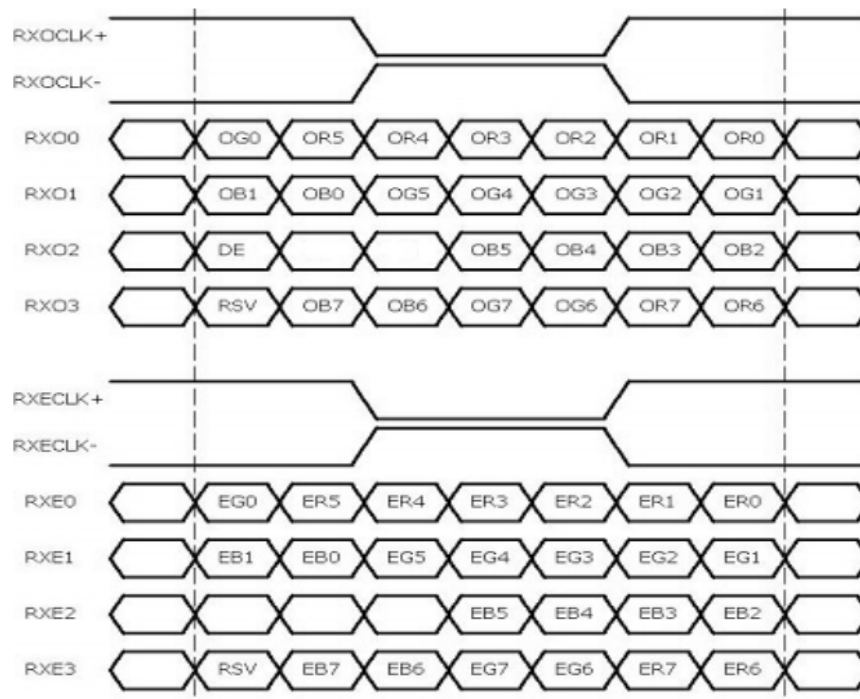 RXOCLK+
RXOCLK-
RXO0 OG0 OR5 OR4 OR3 OR2 OR1 OR0
RXO1 OB1 OB0 OG5 OG4 OG3 OG2 OG1
RXO2 DE OB5 OB4 OB3 OB2
RXO3 RSV OB7 OB6 OG7 OG6 OR7 OR6
RXECLK+
RXECLK-
RXE0 EG0 ER5 ER4 ER3 ER2 ER1 ER0
RXE1 EB1 EB0 EG5 EG4 EG3 EG2 EG1
RXE2 EB5 EB4 EB3 EB2
RXE3 RSV EB7 EB6 EG7 EG6 ER7 ER6